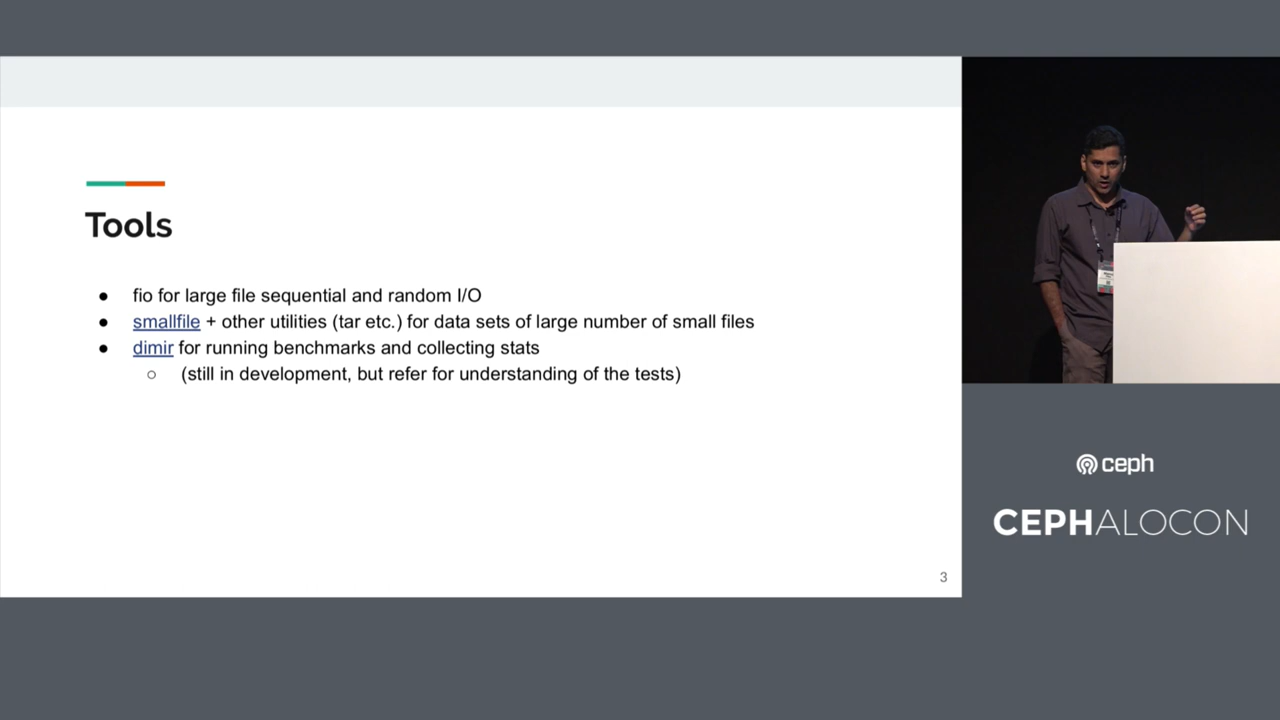 Tools
● fio for large file sequential and random I/O
● smallfile + other utilities (tar etc.) for data sets of large number of small files
● dimir for running benchmarks and collecting stats
○ (still in development, but refer for understanding of the tests)
3
ceph
CEPHALOCON